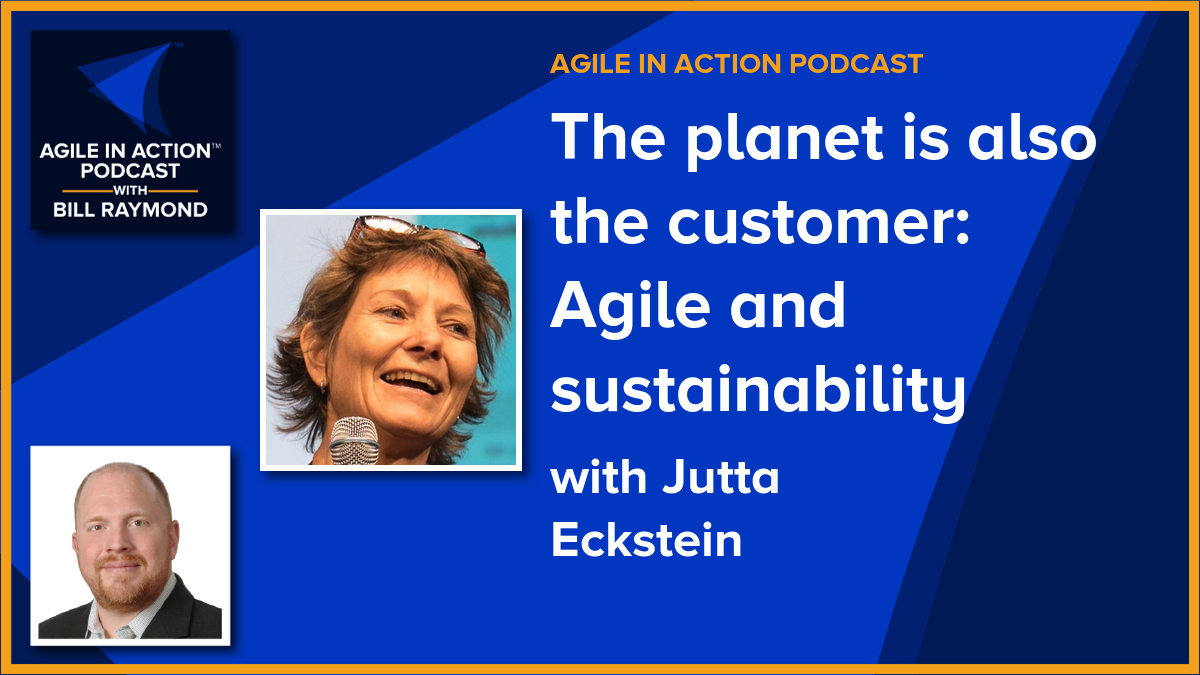 AGILE IN ACTION™
PODCAST
WITH
BILL RAYMOND
AGILE IN ACTION PODCAST
The planet is also
the customer:
Agile and
sustainability
with Jutta
Eckstein